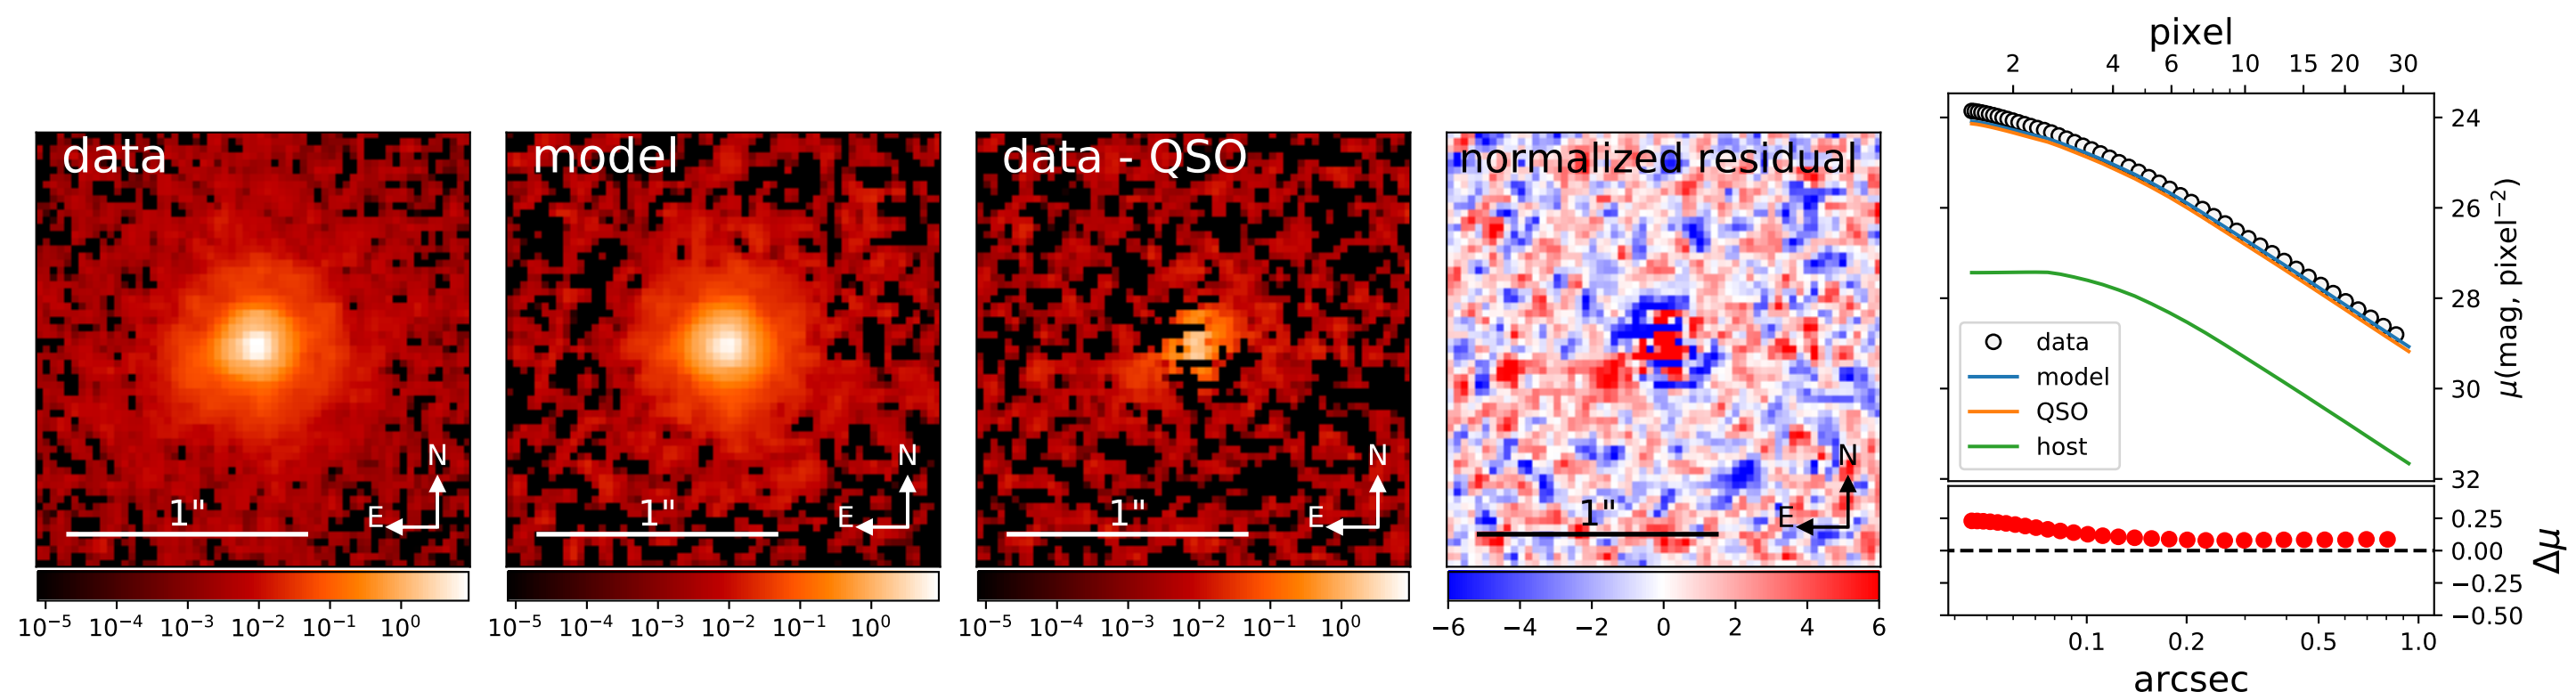 data
1"
N
E
10⁻⁵ 10⁻⁴ 10⁻³ 10⁻² 10⁻¹ 10⁰
model
1"
N
E
10⁻⁵ 10⁻⁴ 10⁻³ 10⁻² 10⁻¹ 10⁰
data - QSO
1"
N
E
10⁻⁵ 10⁻⁴ 10⁻³ 10⁻² 10⁻¹ 10⁰
normalized residual
1"
N
E
−6 −4 −2 0 2 4 6
pixel
2 4 6 10 15 20 30
24
26
28
30
32
μ(mag, pixel⁻²)
data
model
QSO
host
0.25
0.00
−0.25
−0.50
Δμ
0.1 0.2 0.5 1.0
arcsec